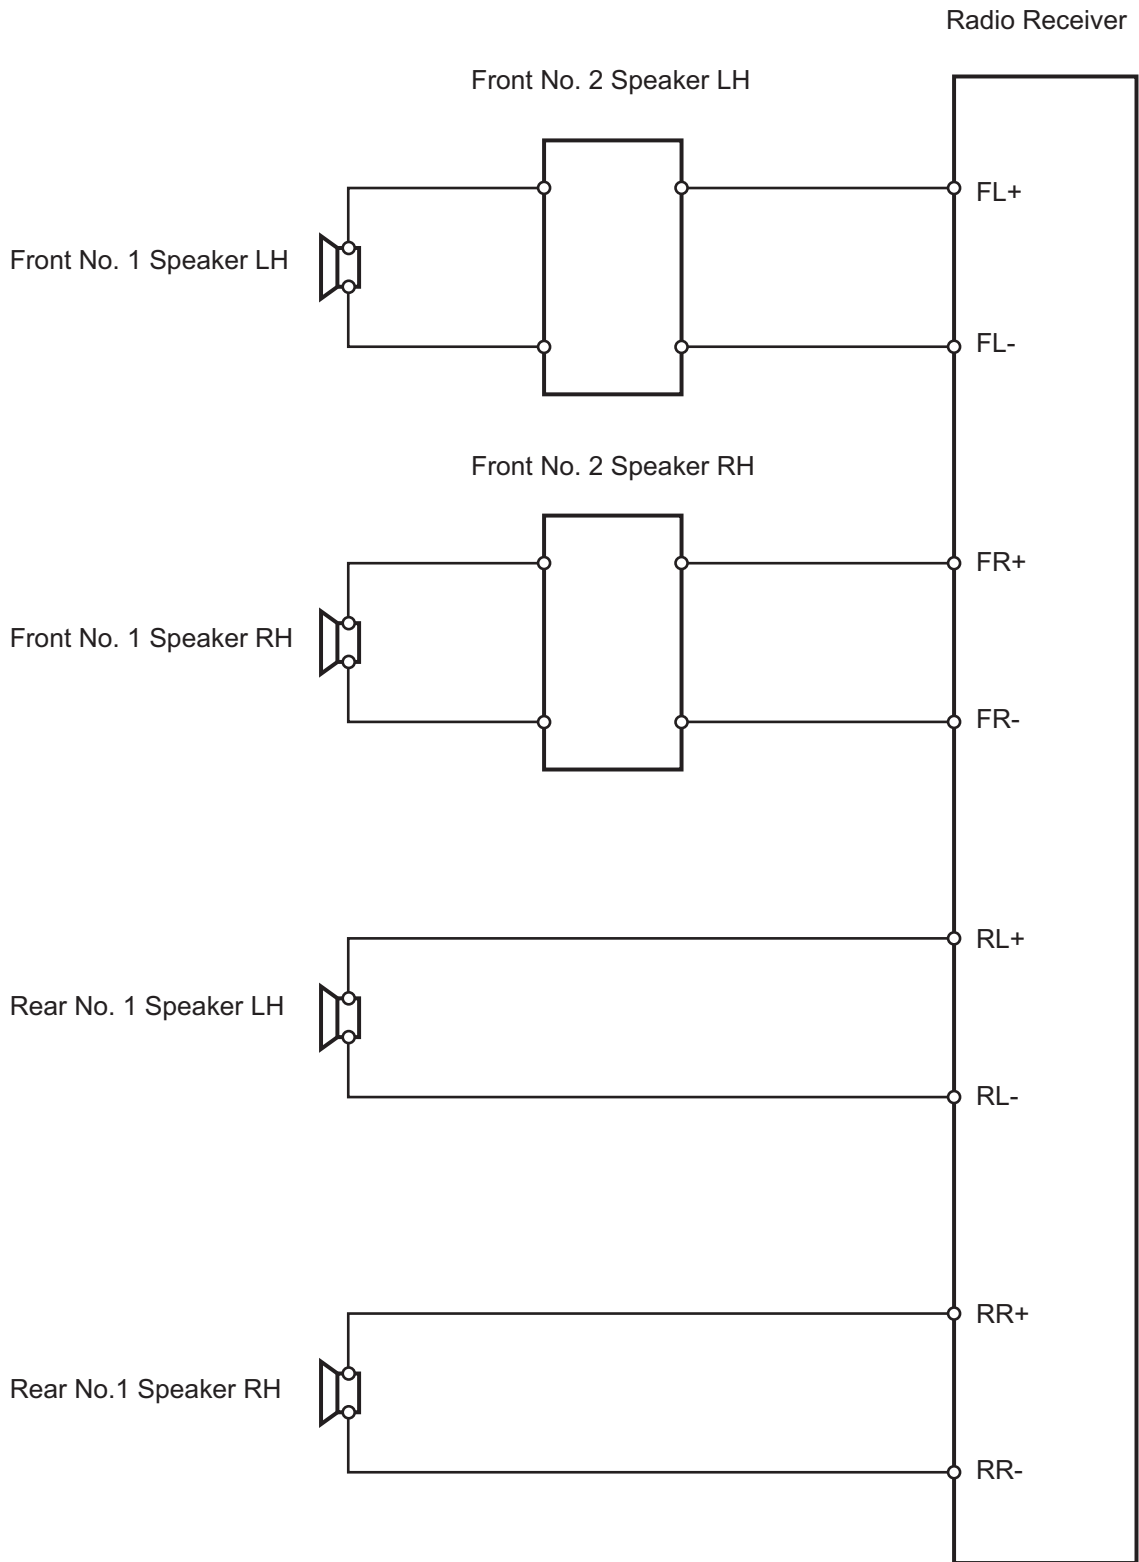 Radio Receiver
Front No. 2 Speaker LH
FL+
Front No. 1 Speaker LH
FL-
Front No. 2 Speaker RH
FR+
Front No. 1 Speaker RH
FR-
RL+
Rear No. 1 Speaker LH
RL-
RR+
Rear No.1 Speaker RH
RR-